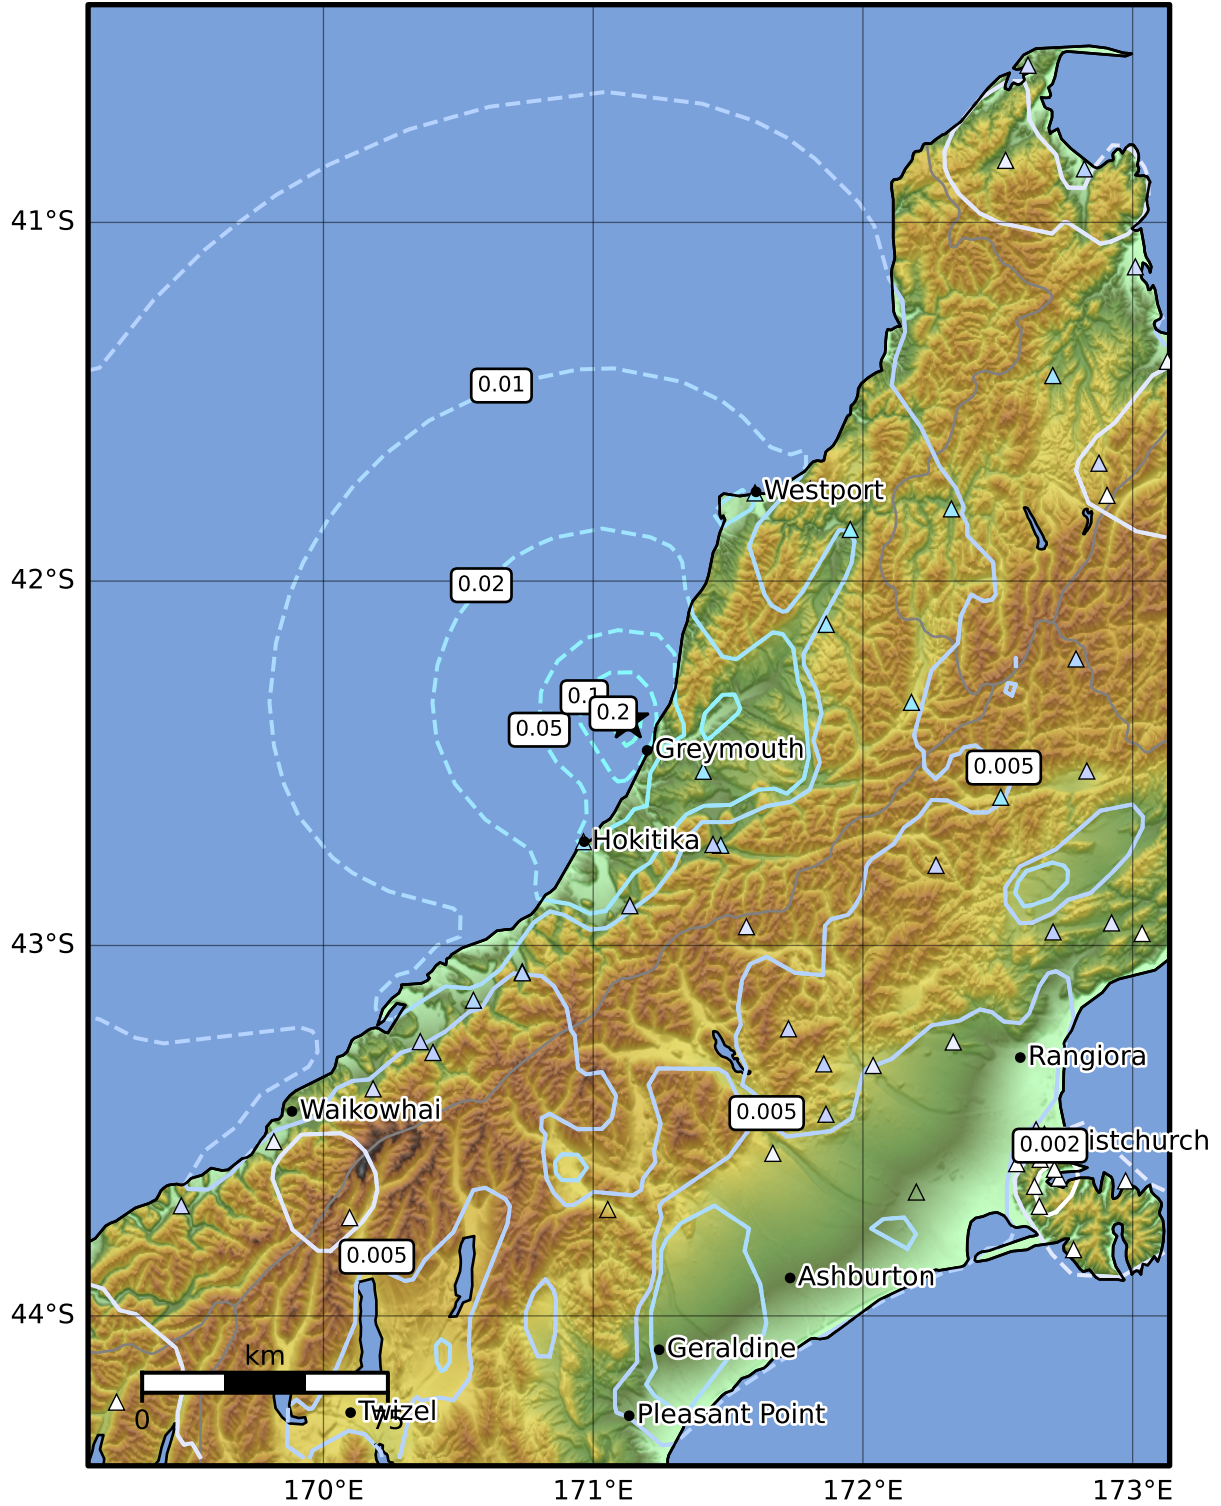 0.01
41°S
Westport
42°S
0.02
0.1
0.2
0.05
Greymouth
0.005
Hokitika
43°S
Rangiora
0.005
Waikowhai
0.002
istchurch
0.005
Ashburton
44°S
Geraldine
km
0
75
Twizel
Pleasant Point
170°E
171°E
172°E
173°E